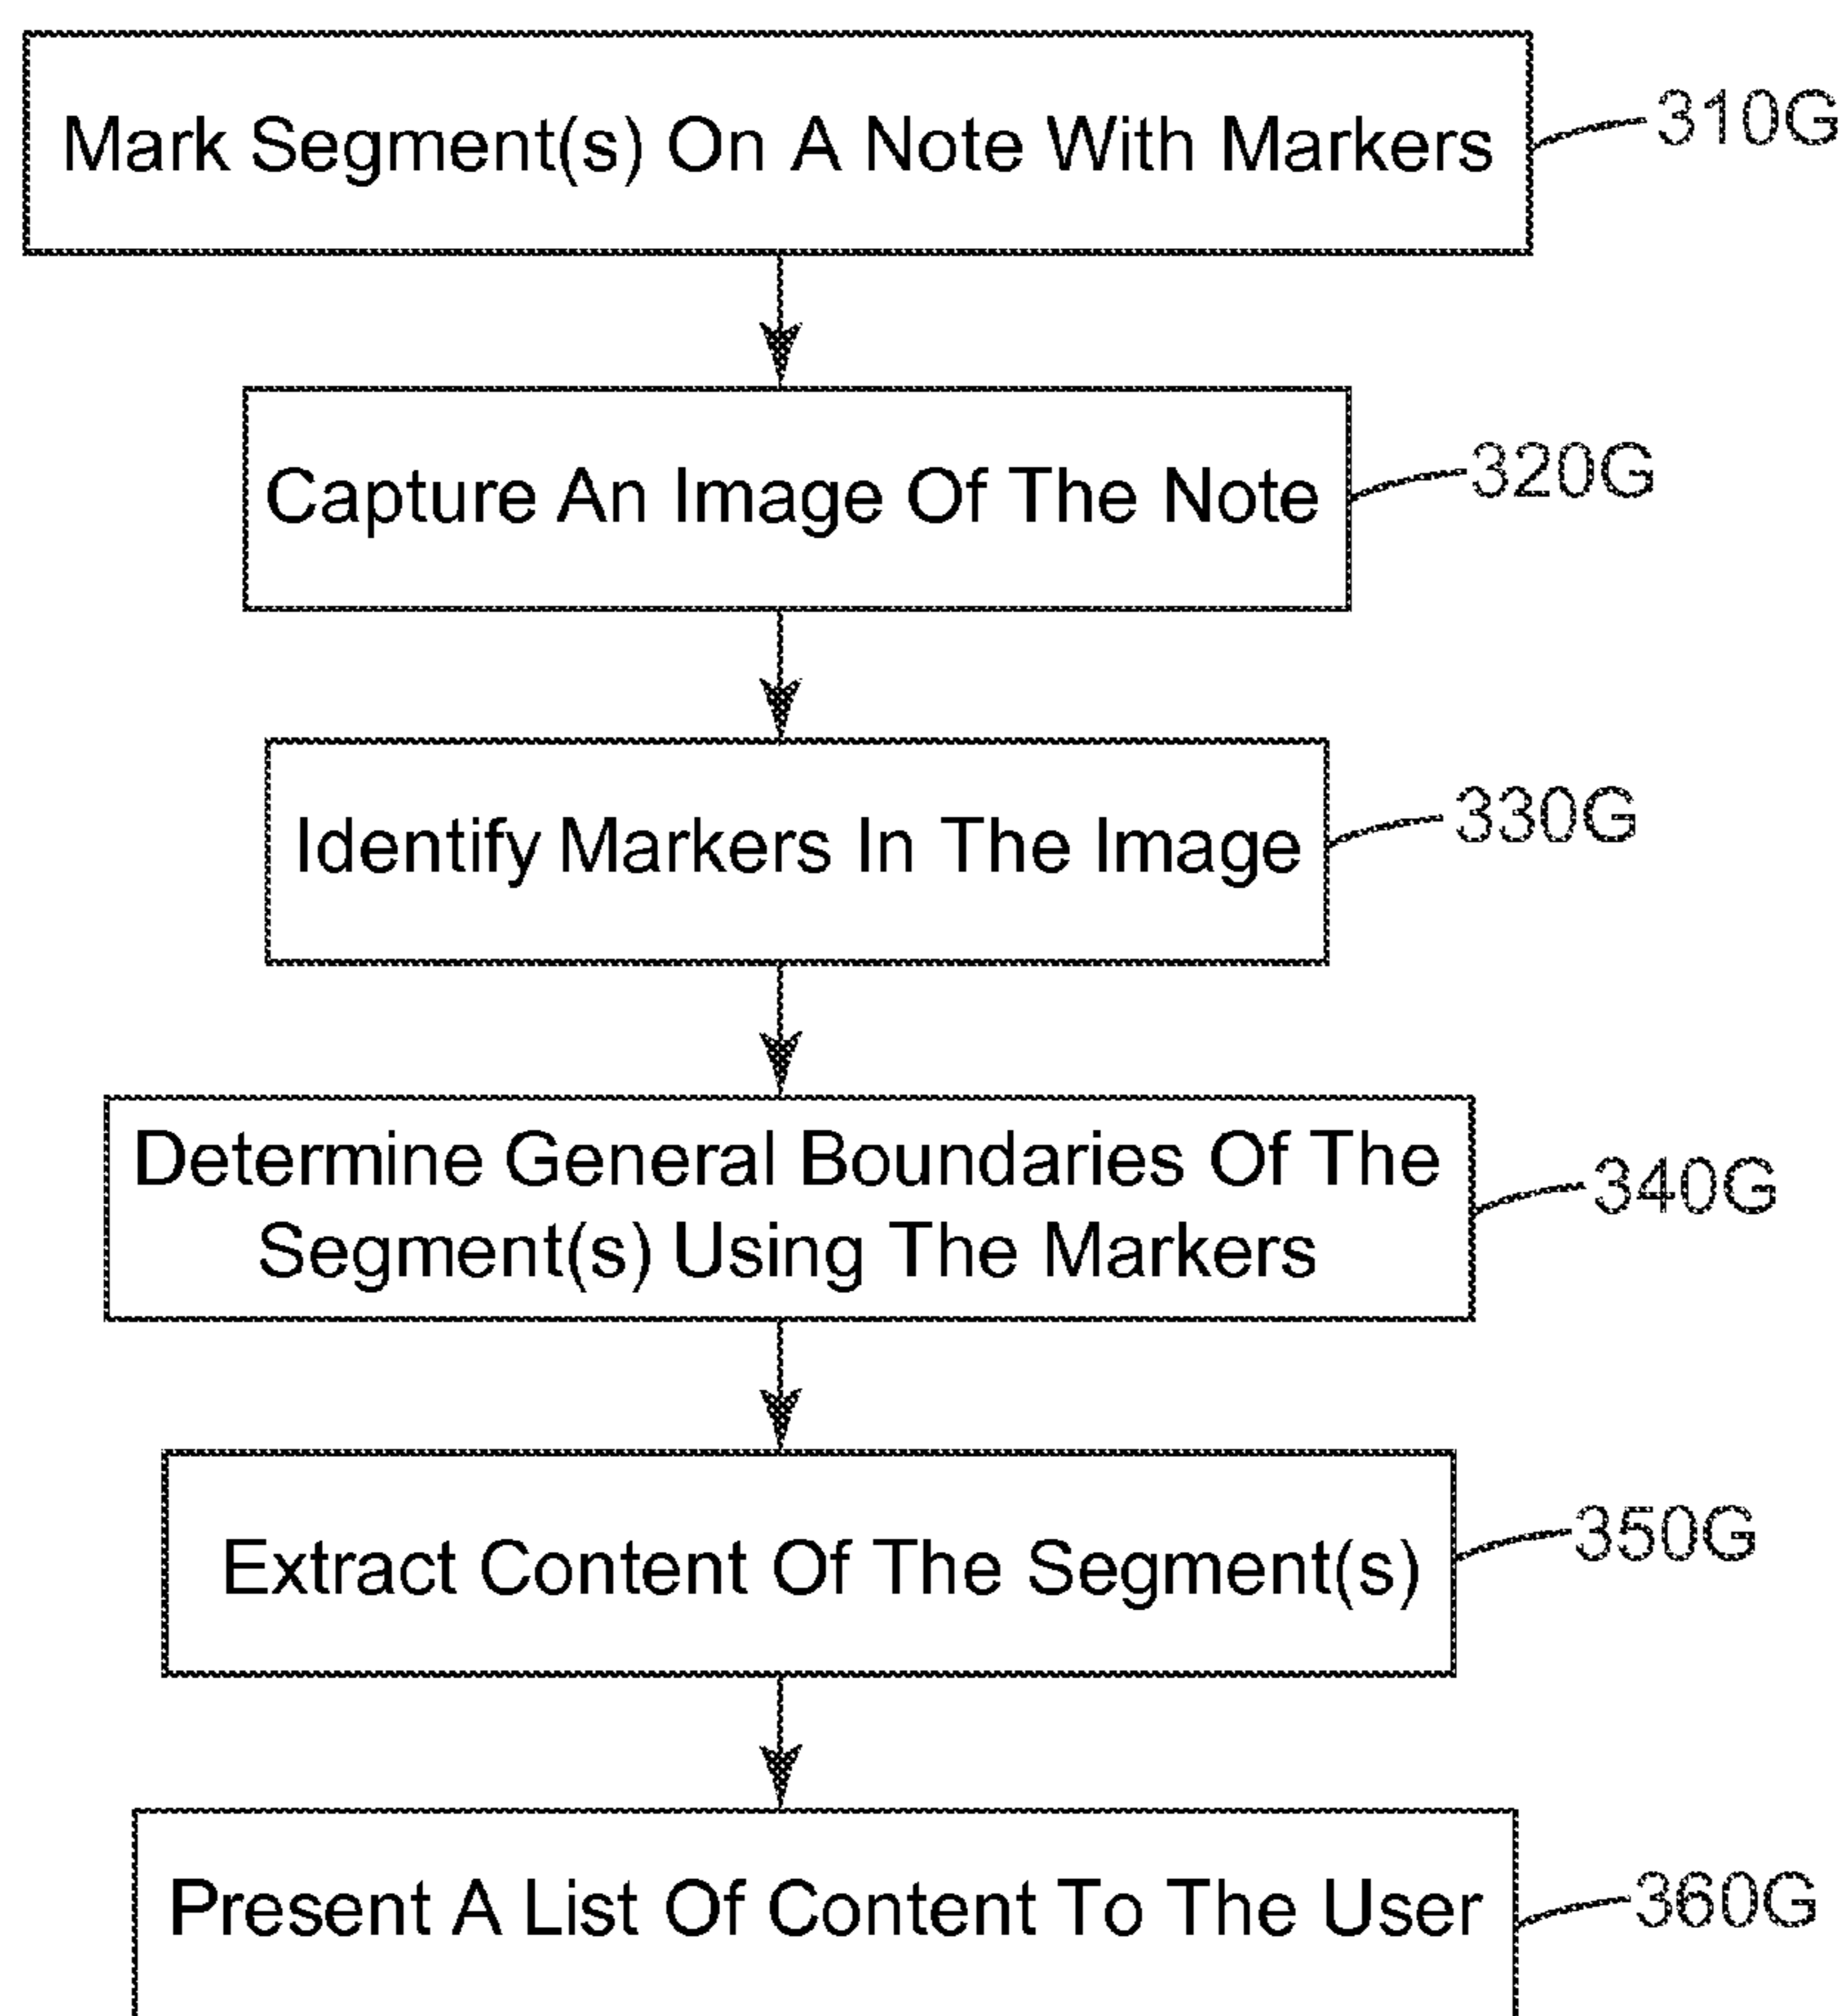 Mark Segment(s) On A Note With Markers
310G
Capture An Image Of The Note
320G
Identify Markers In The Image
330G
Determine General Boundaries Of The
Segment(s) Using The Markers
340G
Extract Content Of The Segment(s)
350G
Present A List Of Content To The User
360G